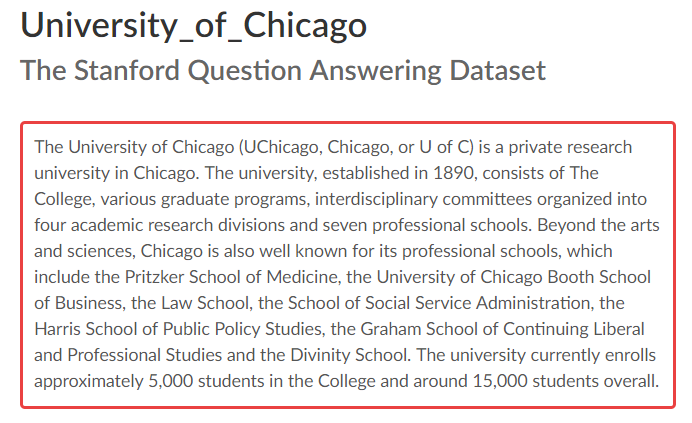 University_of_Chicago
The Stanford Question Answering Dataset
The University of Chicago (UChicago, Chicago, or U of C) is a private research
university in Chicago. The university, established in 1890, consists of The
College, various graduate programs, interdisciplinary committees organized into
four academic research divisions and seven professional schools. Beyond the arts
and sciences, Chicago is also well known for its professional schools, which
include the Pritzker School of Medicine, the University of Chicago Booth School
of Business, the Law School, the School of Social Service Administration, the
Harris School of Public Policy Studies, the Graham School of Continuing Liberal
and Professional Studies and the Divinity School. The university currently enrolls
approximately 5,000 students in the College and around 15,000 students overall.